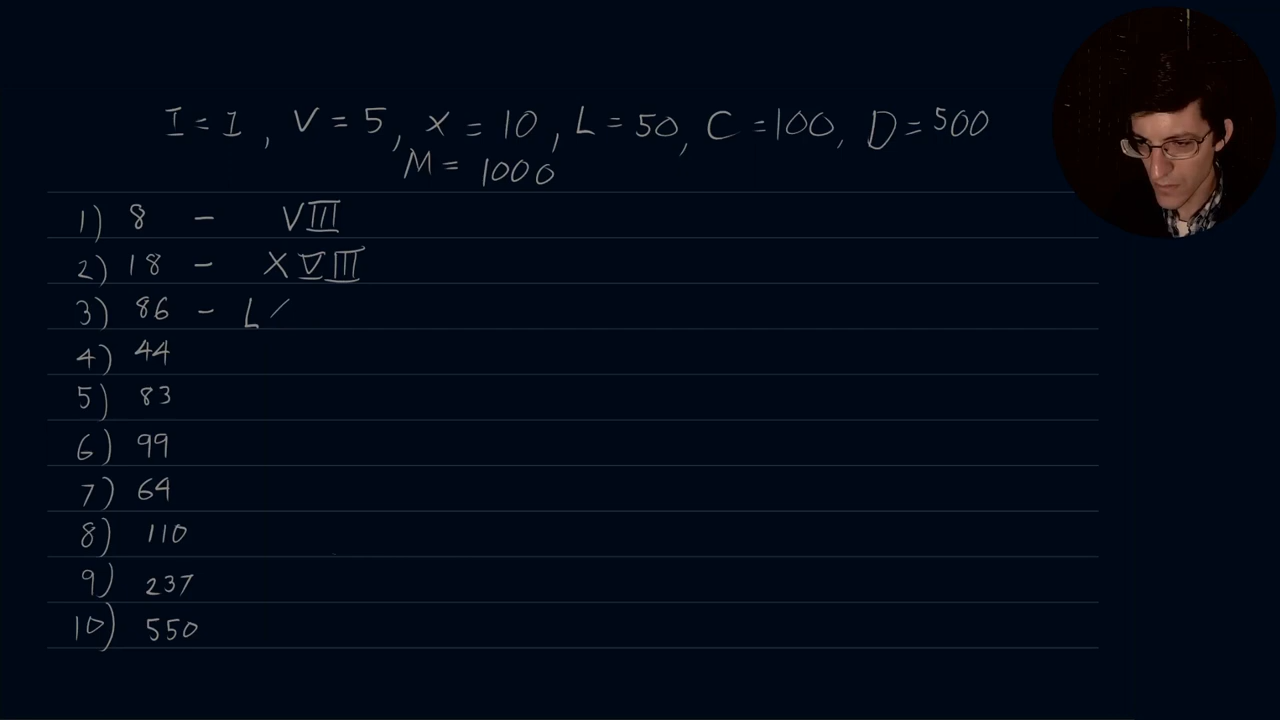 I = I, V = 5, X = 10, L = 50, C = 100, D = 500
M = 1000
1) 8 - VIII
2) 18 - XVIII
3) 86 - L
4) 44
5) 83
6) 99
7) 64
8) 110
9) 237
10) 550